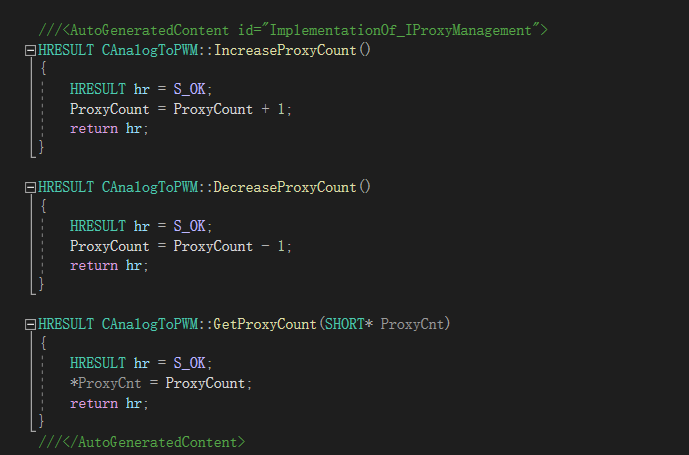 ///<AutoGeneratedContent id="ImplementationOf_IProxyManagement">
HRESULT CAnalogToPWM::IncreaseProxyCount()
{
HRESULT hr = S_OK;
ProxyCount = ProxyCount + 1;
return hr;
}
HRESULT CAnalogToPWM::DecreaseProxyCount()
{
HRESULT hr = S_OK;
ProxyCount = ProxyCount - 1;
return hr;
}
HRESULT CAnalogToPWM::GetProxyCount(SHORT* ProxyCnt)
{
HRESULT hr = S_OK;
*ProxyCnt = ProxyCount;
return hr;
}
///</AutoGeneratedContent>